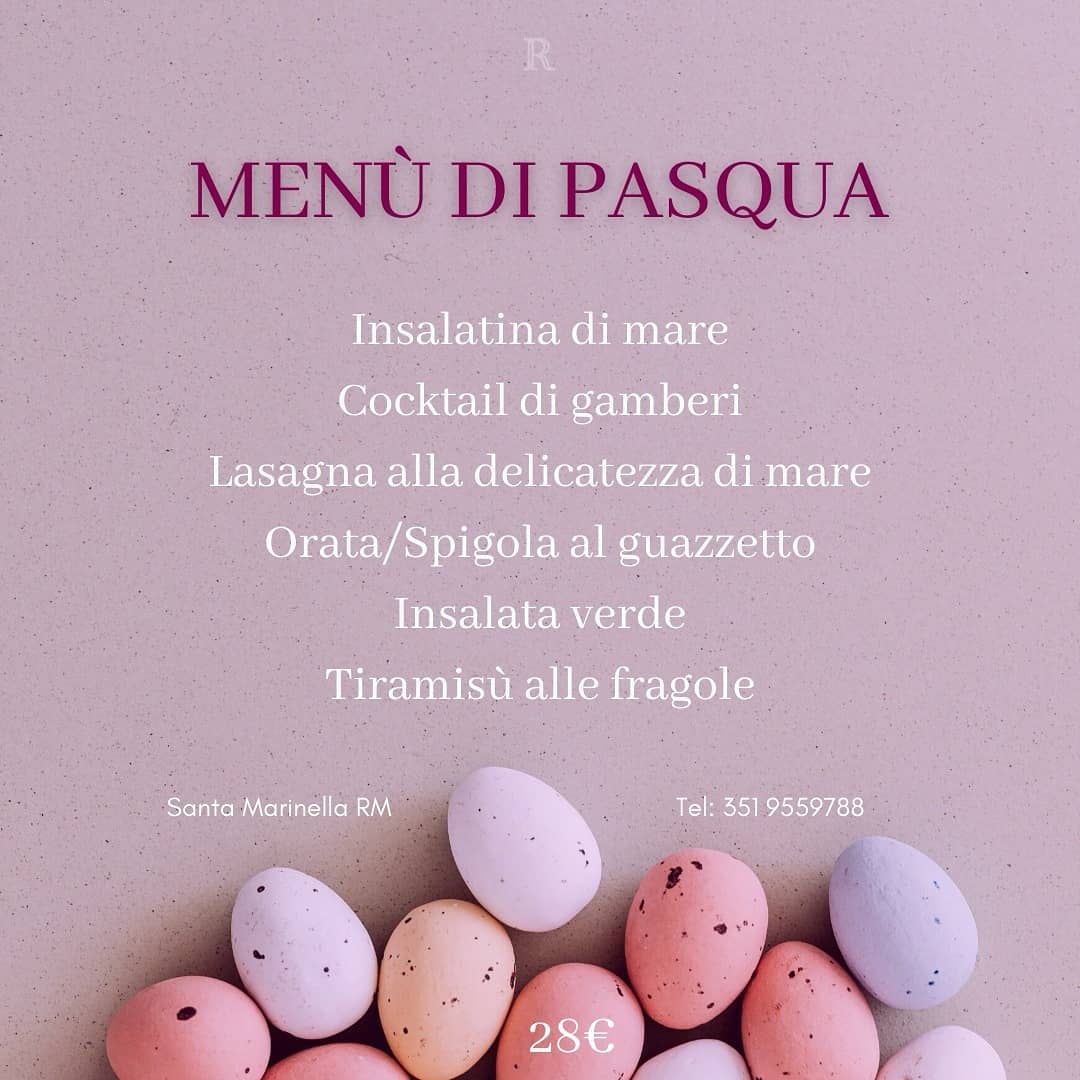 R
MENÙ DI PASQUA
Insalatina di mare
Cocktail di gamberi
Lasagna alla delicatezza di mare
Orata/Spigola al guazzetto
Insalata verde
Tiramisù alle fragole
Santa Marinella RM
Tel: 351 9559788
28€